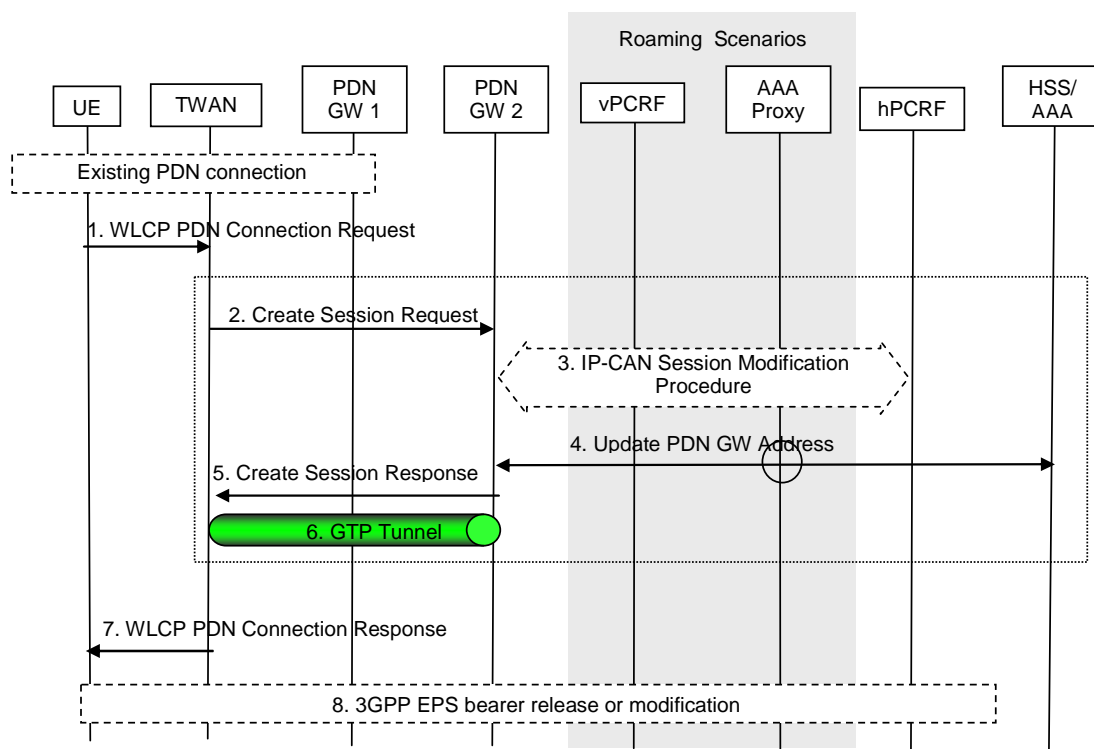 Roaming Scenarios
UE
TWAN
PDN
GW 1
PDN
GW 2
vPCRF
AAA
Proxy
hPCRF
HSS/
AAA
Existing PDN connection
1. WLCP PDN Connection Request
2. Create Session Request
3. IP-CAN Session Modification
Procedure
4. Update PDN GW Address
5. Create Session Response
6. GTP Tunnel
7. WLCP PDN Connection Response
8. 3GPP EPS bearer release or modification